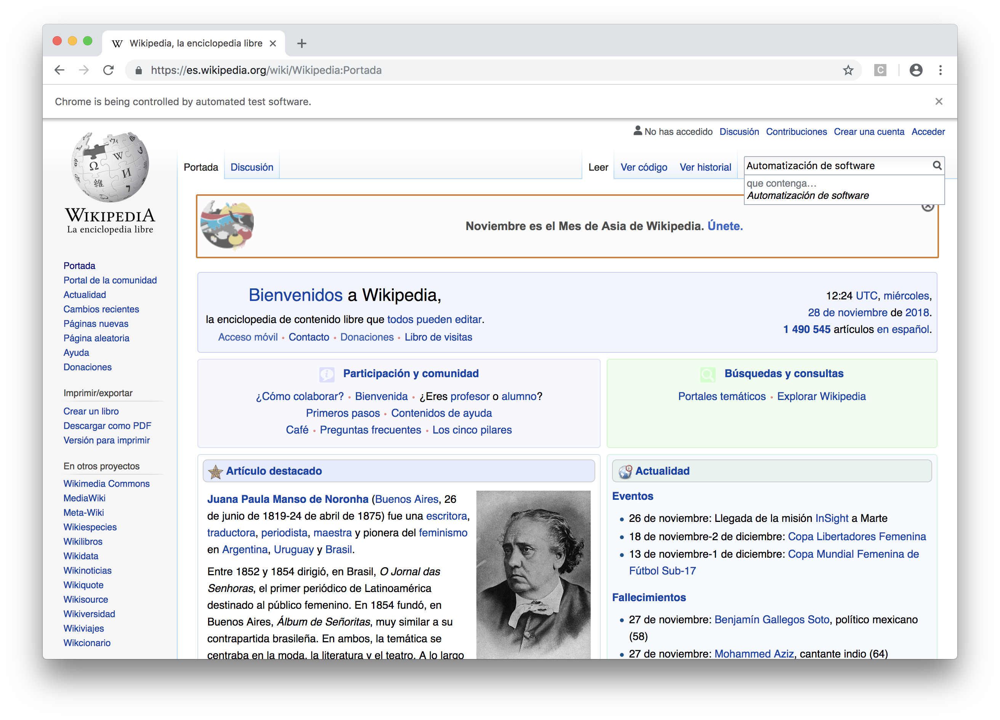 Wikipedia, la enciclopedia libre
https://es.wikipedia.org/wiki/Wikipedia:Portada
Chrome is being controlled by automated test software.
No has accedido Discusión Contribuciones Crear una cuenta Acceder
Portada Discusión Leer Ver código Ver historial
Automatización de software
que contenga...
Automatización de software
WIKIPEDIA
La enciclopedia libre
Portada
Portal de la comunidad
Actualidad
Cambios recientes
Páginas nuevas
Página aleatoria
Ayuda
Donaciones
Imprimir/exportar
Crear un libro
Descargar como PDF
Versión para imprimir
En otros proyectos
Wikimedia Commons
MediaWiki
Meta-Wiki
Wikiespecies
Wikilibros
Wikidata
Wikinoticias
Wikiquote
Wikisource
Wikiversidad
Wikiviajes
Wikcionario
Noviembre es el Mes de Asia de Wikipedia. Únete.
Bienvenidos a Wikipedia,
la enciclopedia de contenido libre que todos pueden editar.
Acceso móvil • Contacto • Donaciones • Libro de visitas
12:24 UTC, miércoles,
28 de noviembre de 2018.
1 490 545 artículos en español.
Participación y comunidad
¿Cómo colaborar? • Bienvenida • ¿Eres profesor o alumno?
Primeros pasos • Contenidos de ayuda
Café • Preguntas frecuentes • Los cinco pilares
Búsquedas y consultas
Portales temáticos • Explorar Wikipedia
Artículo destacado
Juana Paula Manso de Noronha (Buenos Aires, 26
de junio de 1819-24 de abril de 1875) fue una escritora,
traductora, periodista, maestra y pionera del feminismo
en Argentina, Uruguay y Brasil.
Entre 1852 y 1854 dirigió, en Brasil, O Jornal das
Senhoras, el primer periódico de Latinoamérica
destinado al público femenino. En 1854 fundó, en
Buenos Aires, Álbum de Señoritas, muy similar a su
contrapartida brasileña. En ambos, la temática se
centraba en la moda, la literatura y el teatro. A lo largo
Actualidad
Eventos
• 26 de noviembre: Llegada de la misión InSight a Marte
• 18 de noviembre-2 de diciembre: Copa Libertadores Femenina
• 13 de noviembre-1 de diciembre: Copa Mundial Femenina de
Fútbol Sub-17
Fallecimientos
• 27 de noviembre: Benjamín Gallegos Soto, político mexicano
(58)
• 27 de noviembre: Mohammed Aziz, cantante indio (64)